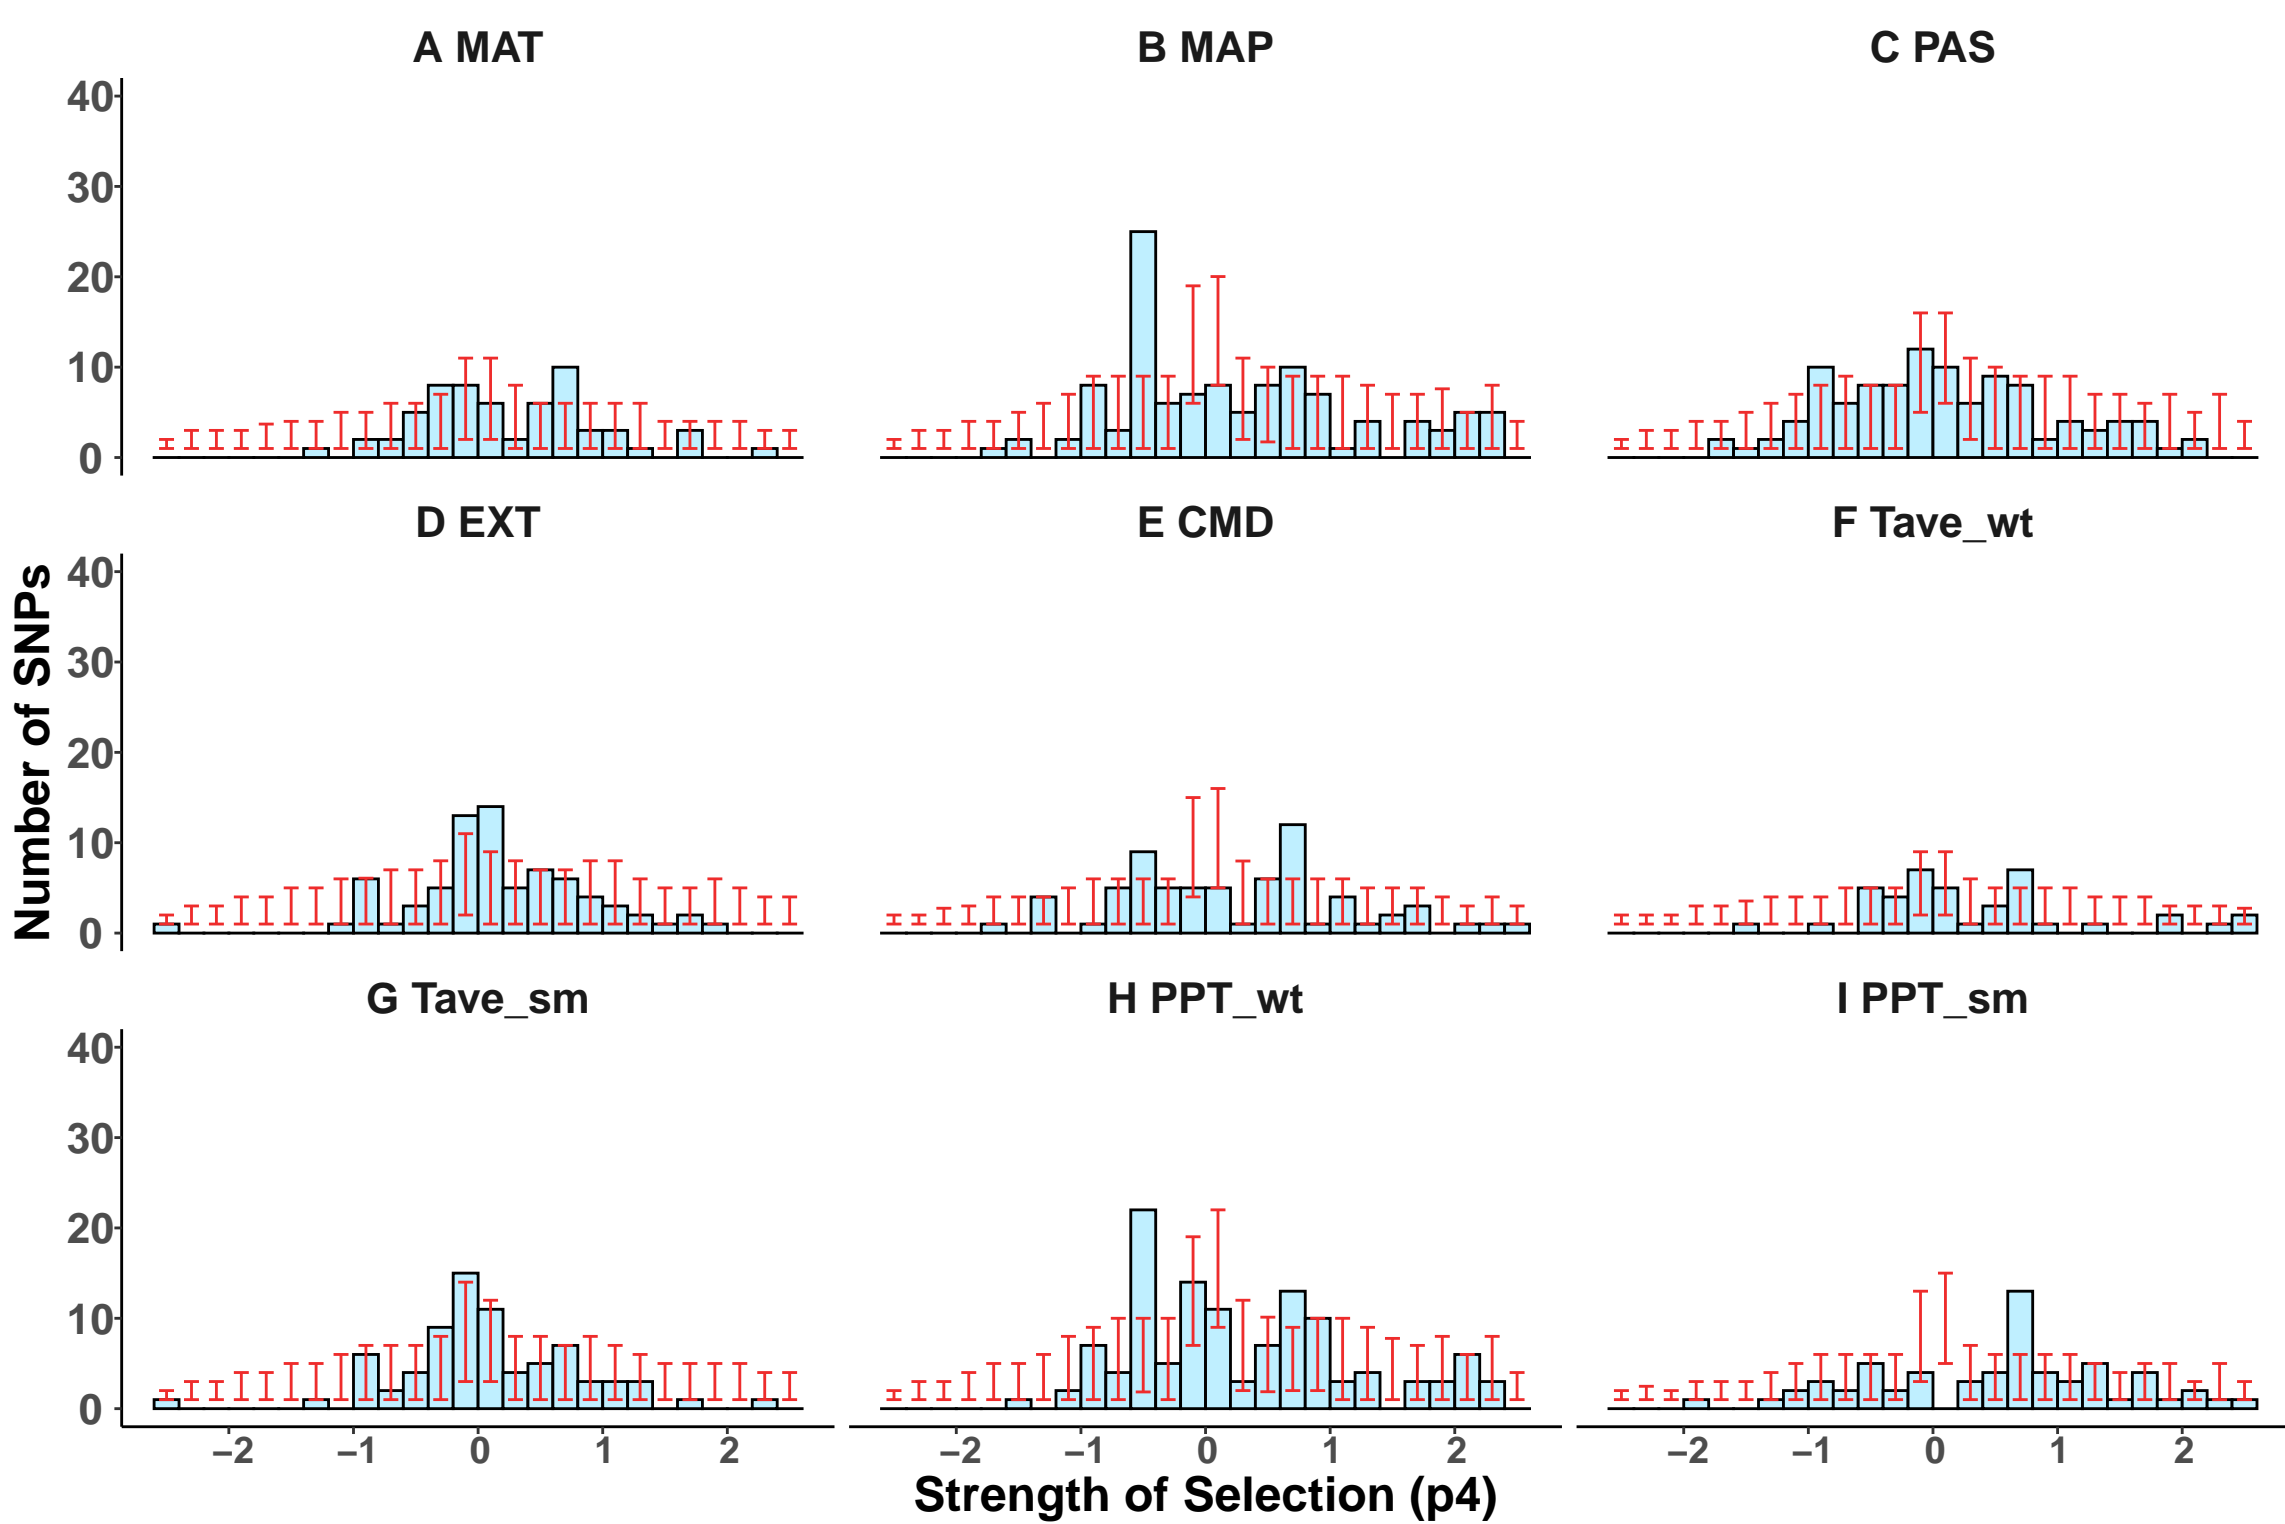 A MAT
B MAP
C PAS
40
30
20
10
0
D EXT
E CMD
F Tave_wt
40
30
20
10
0
G Tave_sm
H PPT_wt
I PPT_sm
40
30
20
10
0
−2 −1 0 1 2
−2 −1 0 1 2
−2 −1 0 1 2
Number of SNPs
Strength of Selection (p4)